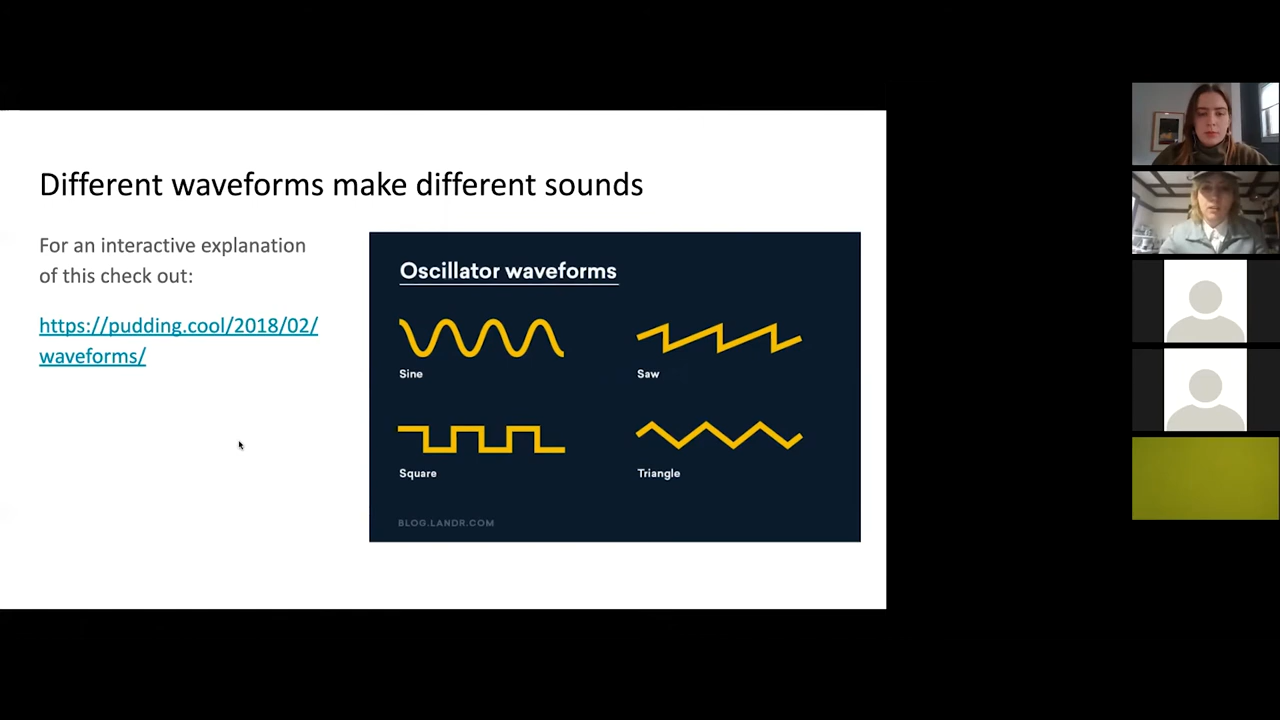 Different waveforms make different sounds
For an interactive explanation
of this check out:
https://pudding.cool/2018/02/
waveforms/
Oscillator waveforms
Sine
Saw
Square
Triangle
BLOG.LANDR.COM